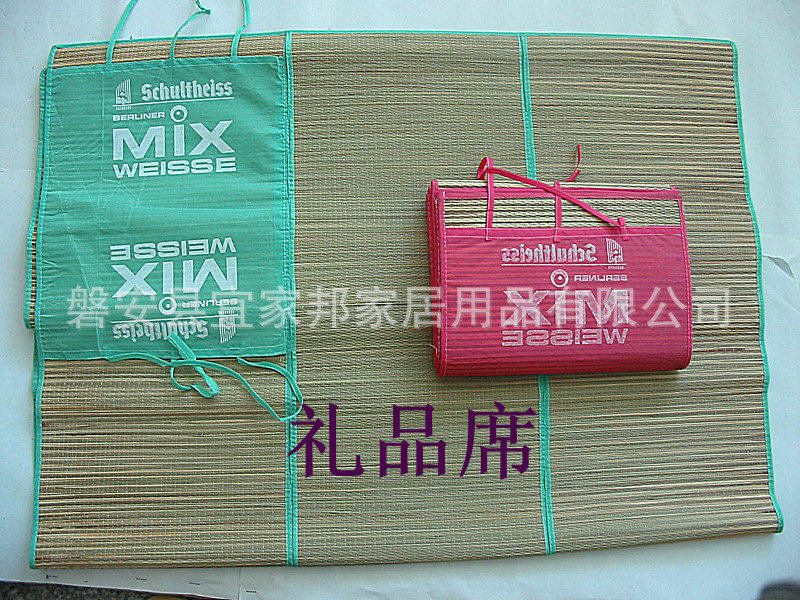 Schultheiss
BERLINER
MIX
WEISSE
Schultheiss
BERLINER
MIX
WEISSE
Schultheiss
BERLINER
MIX
WEISSE
磐安县宜家邦家居用品有限公司
礼品席